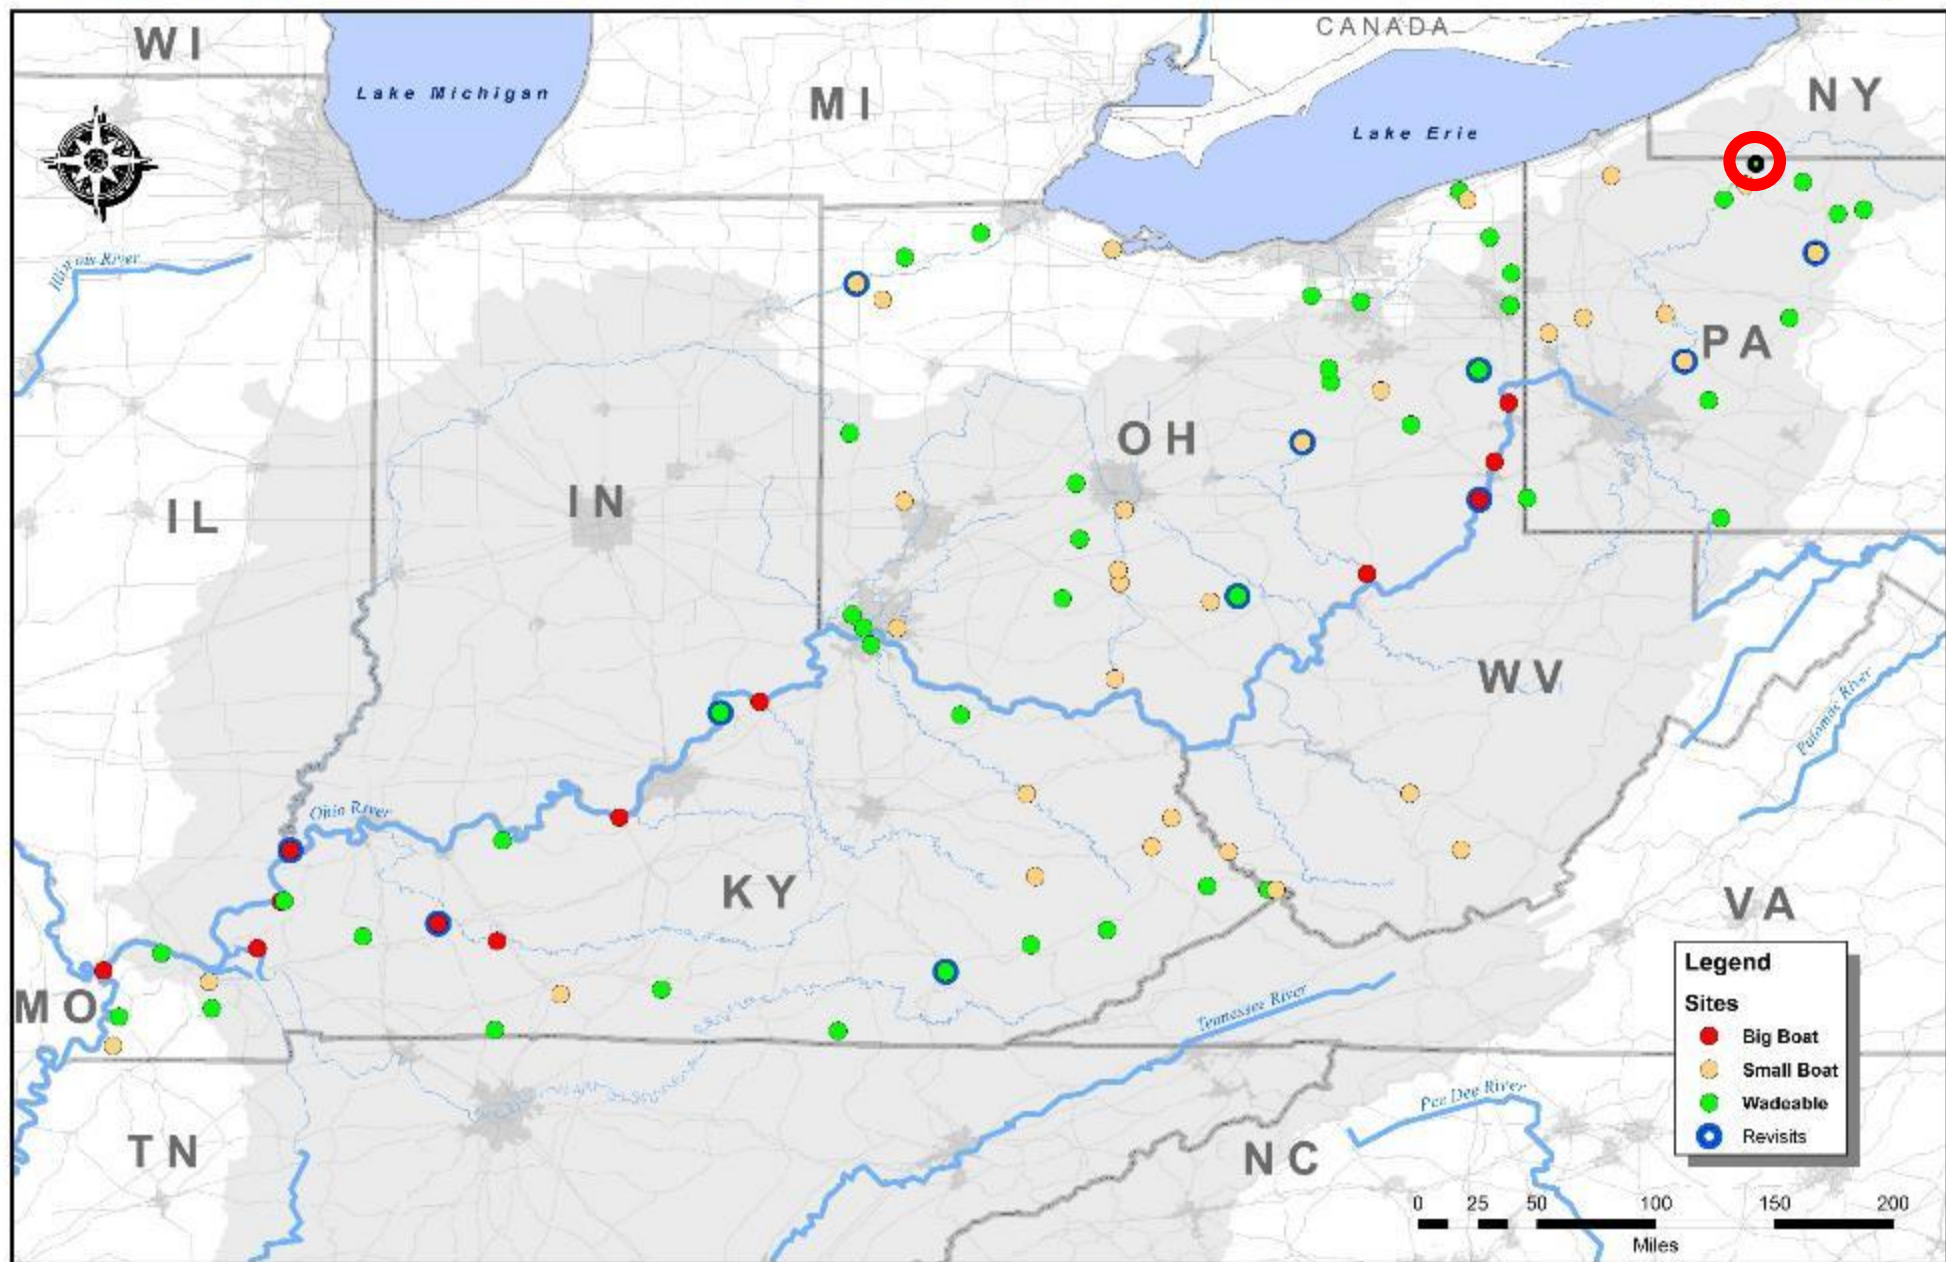 CANADA
WI
Lake Michigan
MI
NY
Lake Erie
Illinois River
PA
OH
IN
IL
WV
Potomac River
Ohio River
KY
VA
MO
Tennessee River
Pee Dee River
TN
NC
Legend
Sites
Big Boat
Small Boat
Wadeable
Revisits
0 25 50 100 150 200
Miles